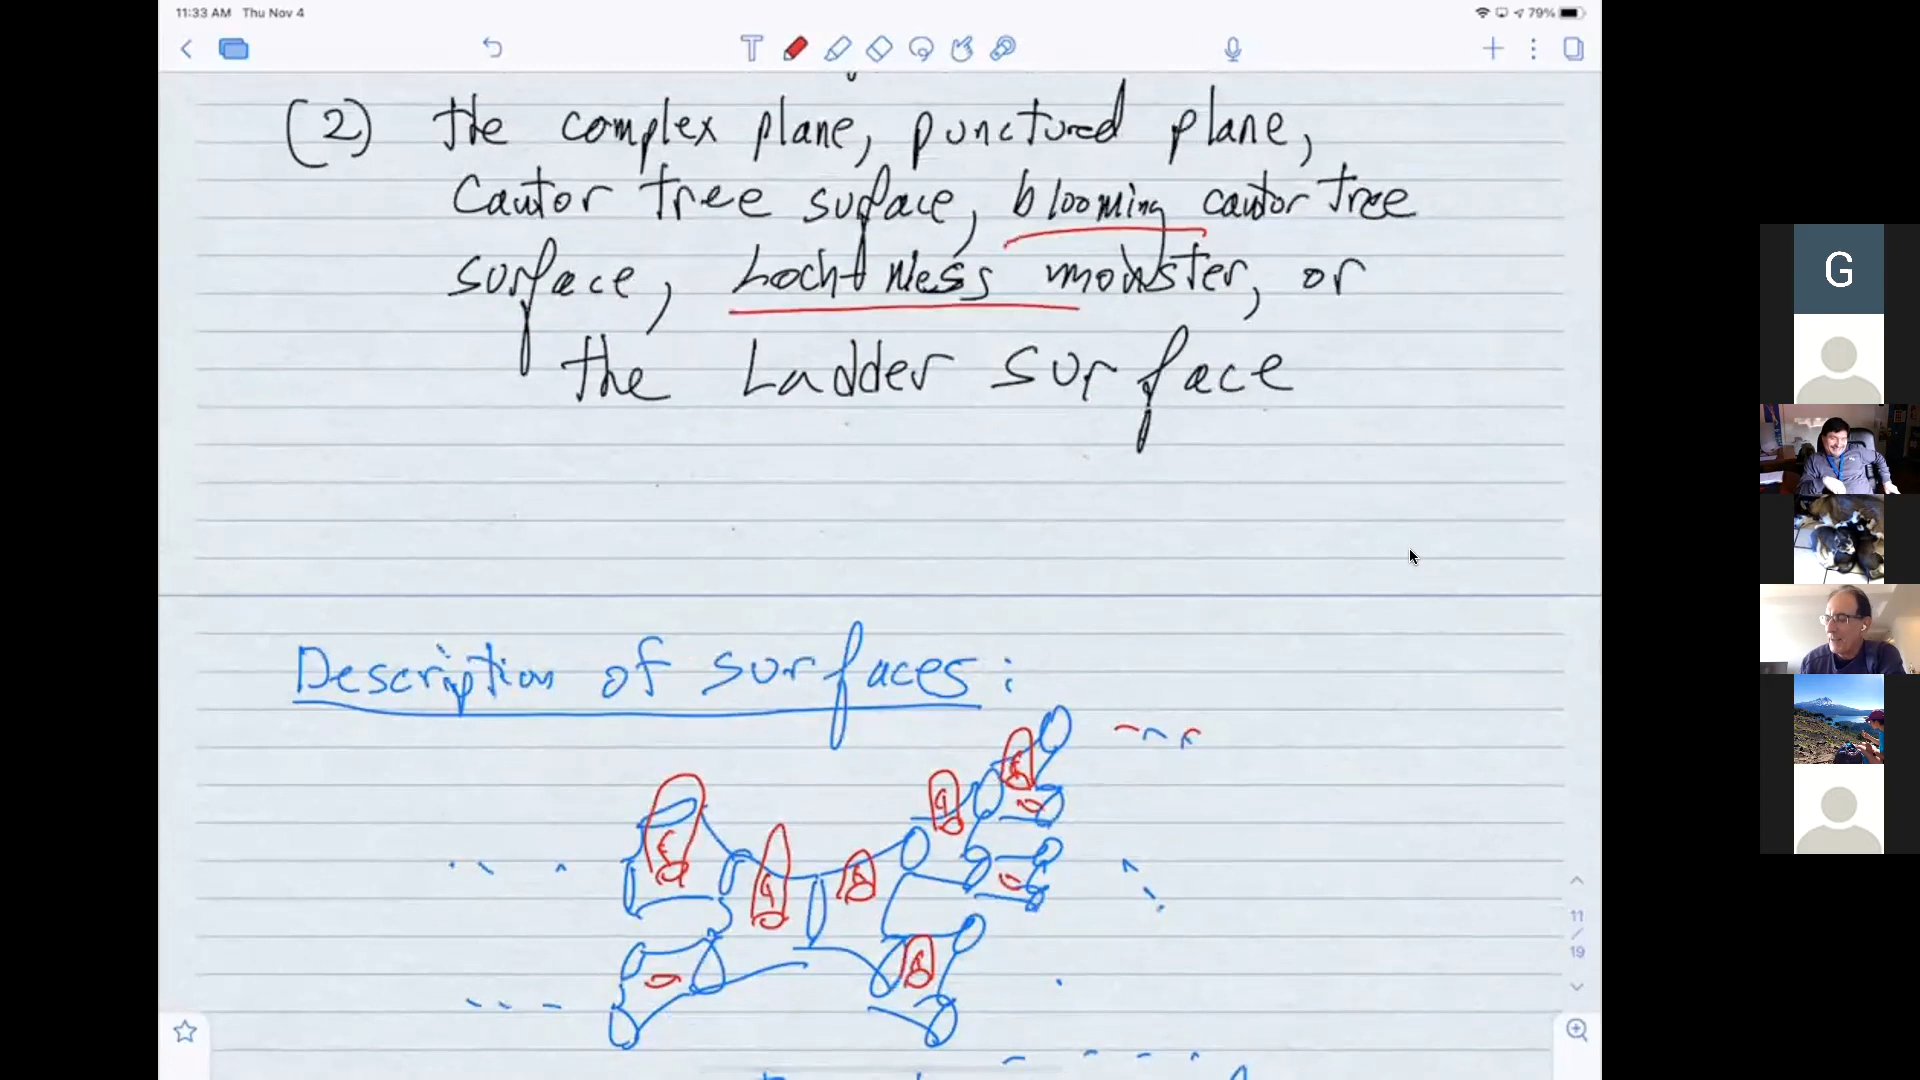 11:33 AM Thu Nov 4
79%
T
(2) the complex plane, punctured plane,
Cantor tree surface, blooming cantor tree
surface, Locht Ness monster, or
the Ladder surface
G
Description of surfaces:
11
/
19